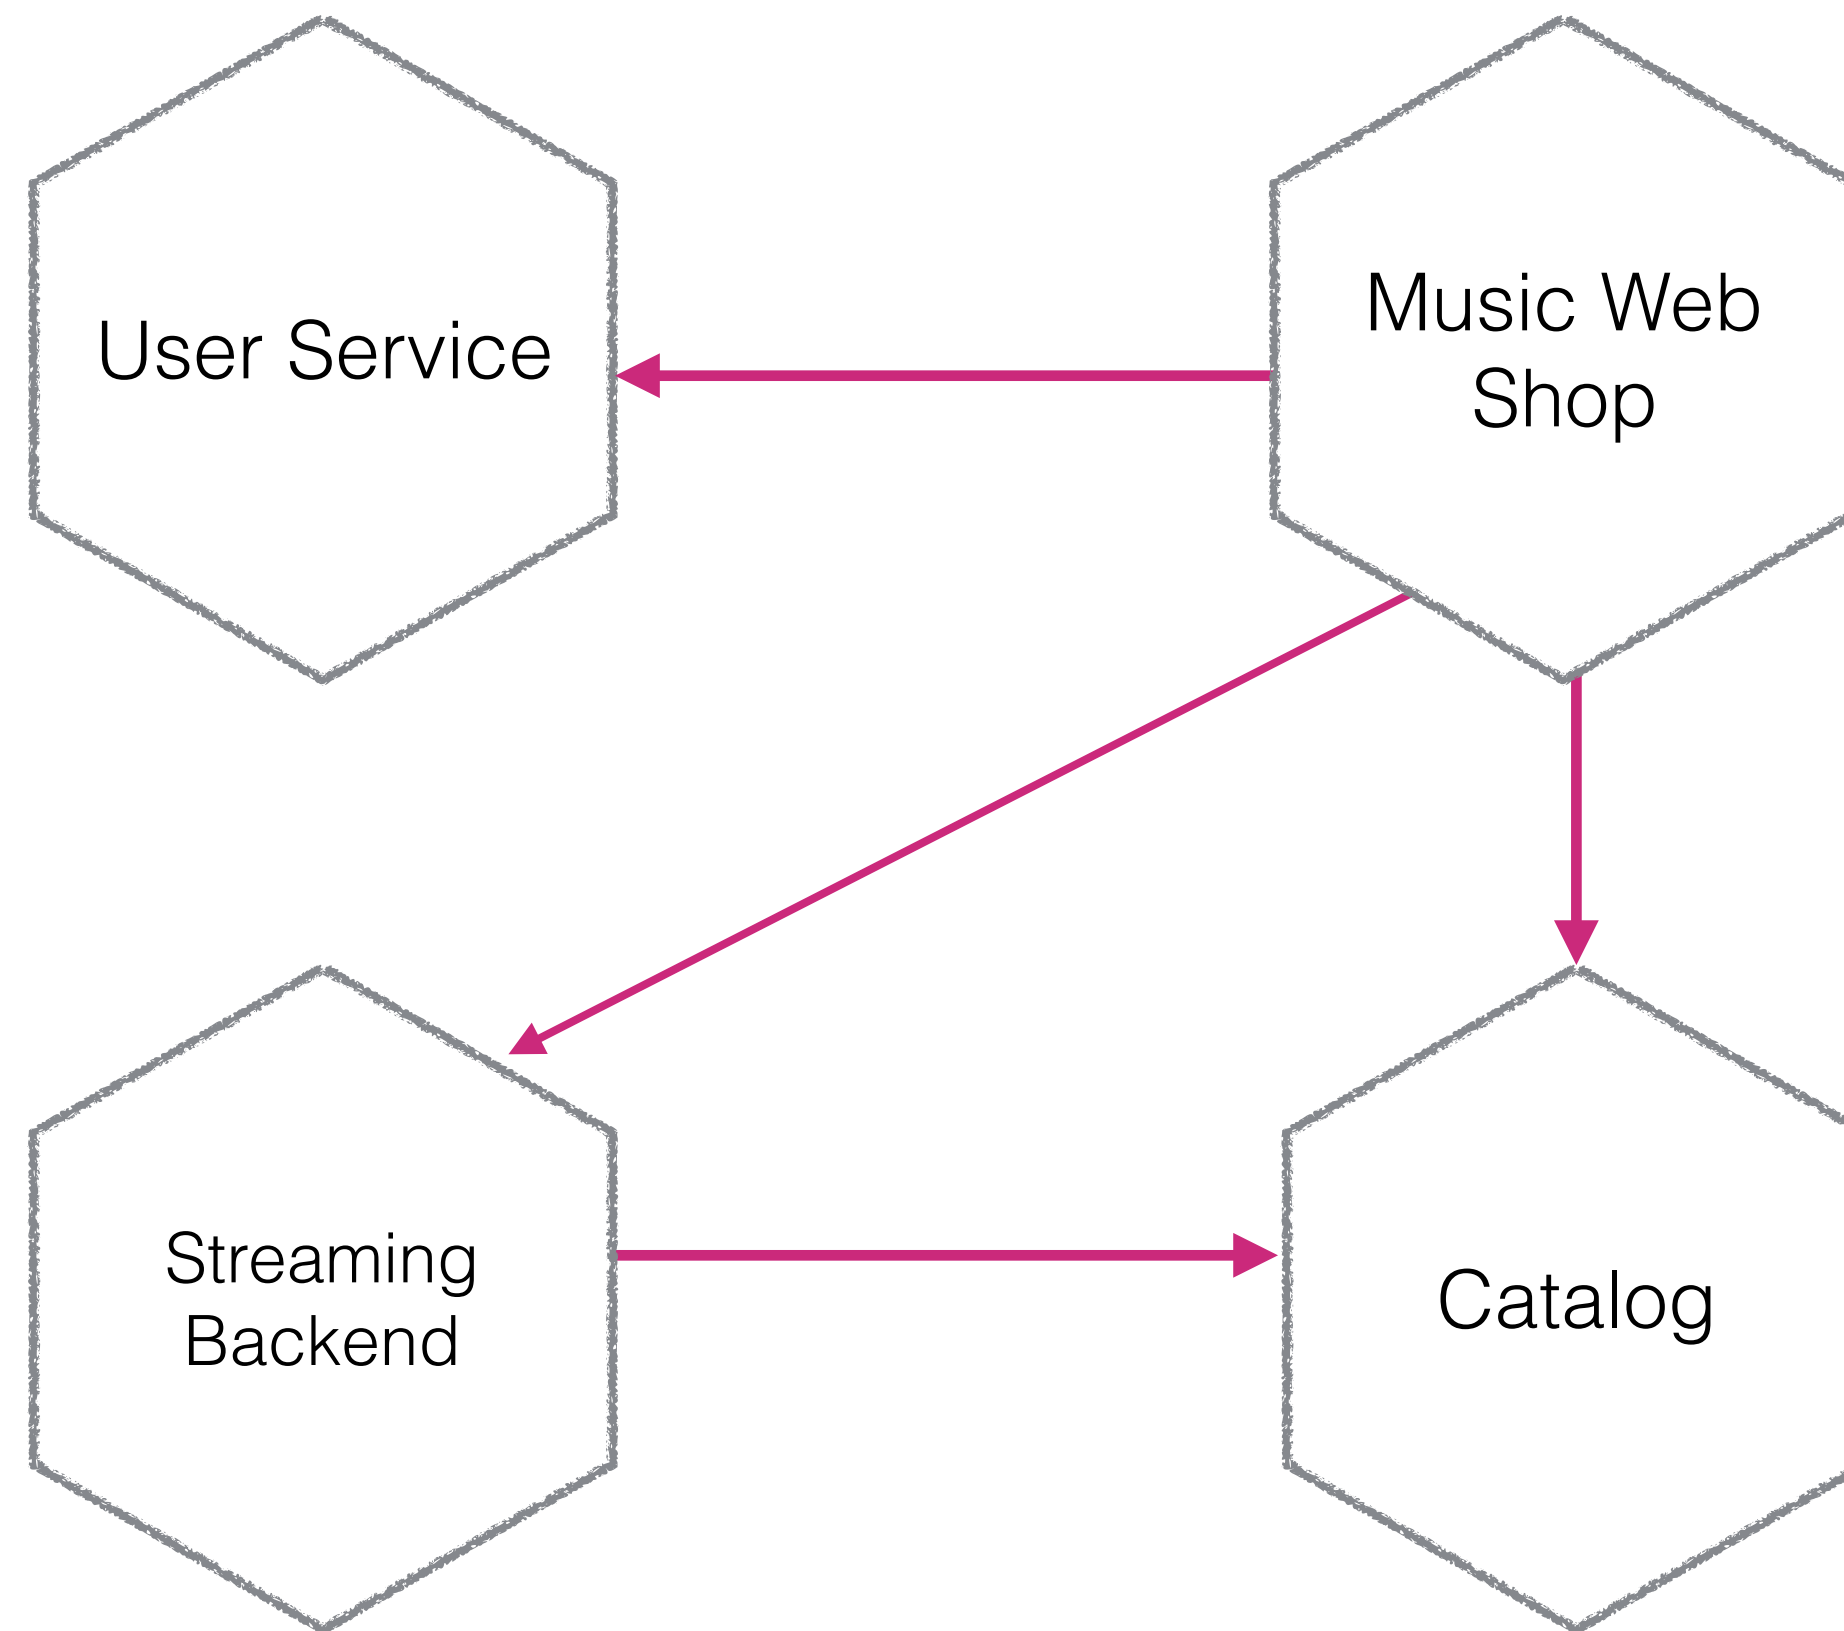 User Service
Music Web
Shop
Streaming
Backend
Catalog